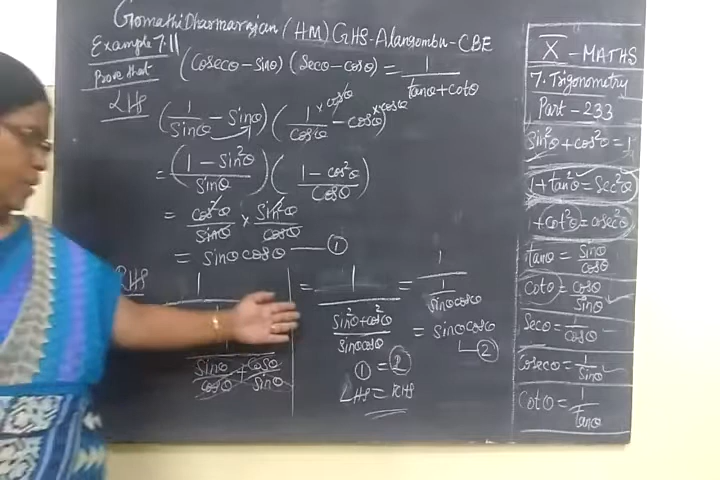 Gomathi Dharmarajan (HM) GHS-Alangombu-CBE
Example 7.11
Prove that (Cosecθ-sinθ) (Secθ-cosθ) = 1/(tanθ+cotθ)
LHS (1/Sinθ - Sinθ) (1/Cosθ ×cosθ - cosθ ×cosθ)
= ((1-Sin²θ)/Sinθ) ((1-cos²θ)/Cosθ)
= cos²θ/Sinθ × Sin²θ/Cosθ
= sinθ cosθ — ①
RHS
1
1
Sinθ/cosθ + Cosθ/sinθ
= 1/((Sin²θ+cos²θ)/sinθcosθ) = 1/(1/sinθcosθ)
= sinθcosθ — ②
① = ②
LHS = RHS
X - MATHS
7. Trigonometry
Part-233
Sin²θ+cos²θ=1
1+tan²θ=Sec²θ
1+cot²θ=cosec²θ
tanθ = Sinθ/Cosθ
Cotθ = Cosθ/Sinθ
Secθ = 1/Cosθ
cosecθ = 1/Sinθ
Cotθ = 1/Tanθ